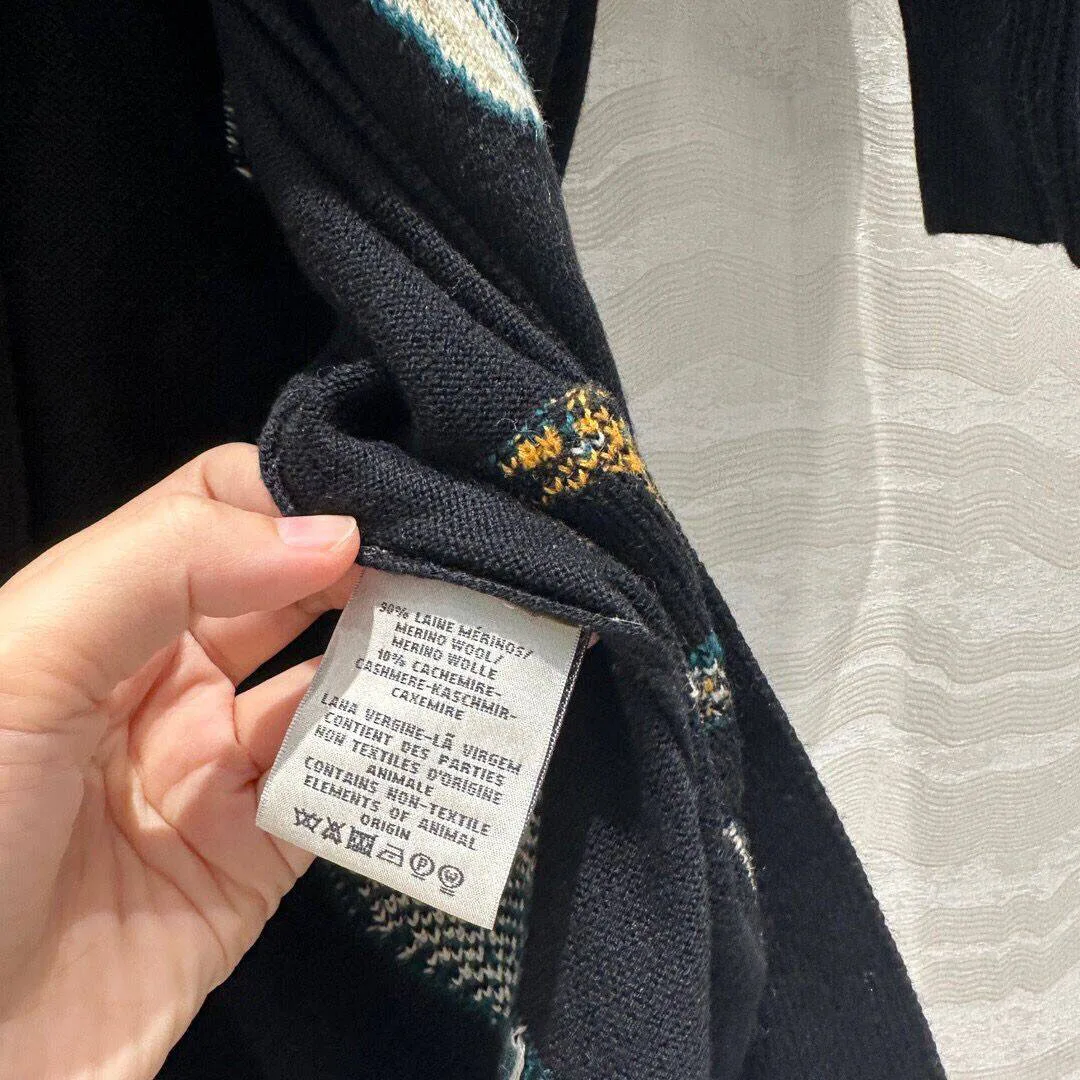 90% LAINE MÉRINOS/
MERINO WOOL/
MERINO WOLLE
10% CACHEMIRE-
CASHMERE-KASCHMIR-
CAXEMIRE
LANA VERGINE-LÃ VIRGEM
CONTIENT DES PARTIES
NON TEXTILES D'ORIGINE
ANIMALE
CONTAINS NON-TEXTILE
ELEMENTS OF ANIMAL
ORIGIN
P W